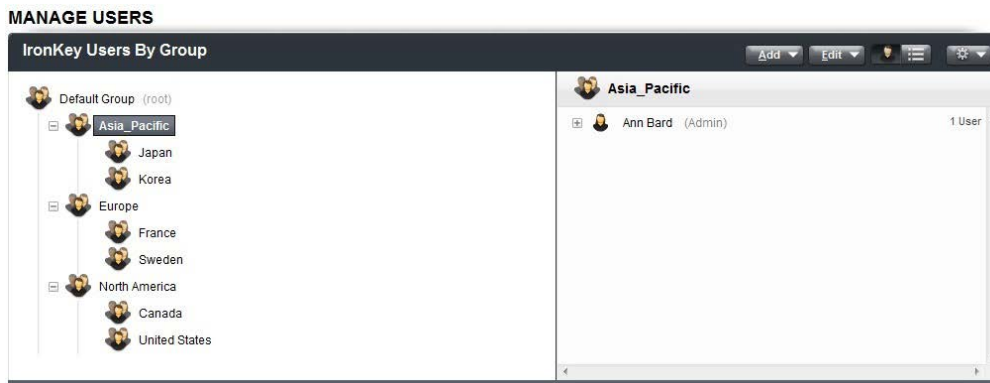 MANAGE USERS
IronKey Users By Group
Add
Edit
Default Group (root)
Asia_Pacific
Japan
Korea
Europe
France
Sweden
North America
Canada
United States
Asia_Pacific
Ann Bard (Admin)
1 User